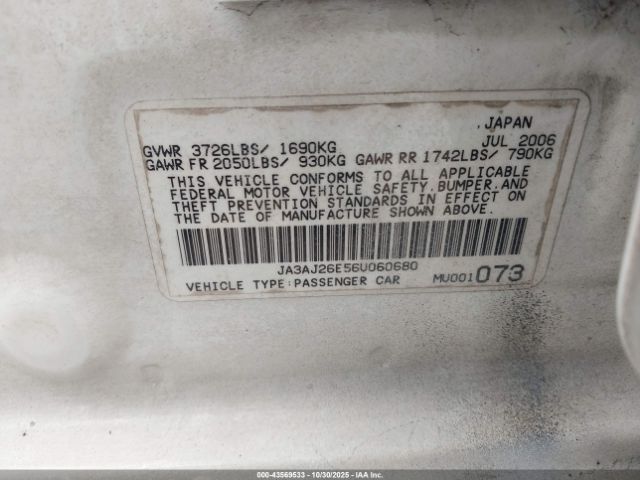 JAPAN
GVWR 3726LBS/ 1690KG JUL 2006
GAWR FR 2050LBS/ 930KG GAWR RR 1742LBS/ 790KG
THIS VEHICLE CONFORMS TO ALL APPLICABLE
FEDERAL MOTOR VEHICLE SAFETY, BUMPER, AND
THEFT PREVENTION STANDARDS IN EFFECT ON
THE DATE OF MANUFACTURE SHOWN ABOVE.
JA3AJ26E56U060680
VEHICLE TYPE:PASSENGER CAR MU001073
000-43569533 - 10/30/2025 - IAA Inc.